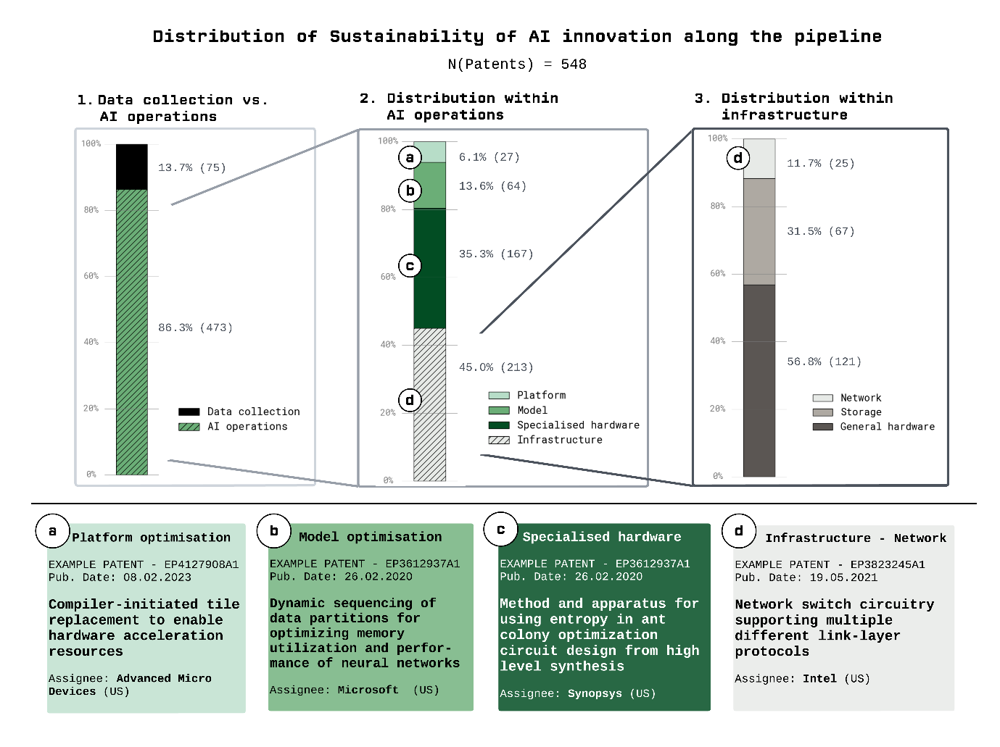 Distribution of Sustainability of AI innovation along the pipeline
N(Patents) = 548
1. Data collection vs.
AI operations
100%
80%
60%
40%
20%
0%
13.7% (75)
86.3% (473)
Data collection
AI operations
2. Distribution within
AI operations
100%
80%
60%
40%
20%
0%
a
b
c
d
6.1% (27)
13.6% (64)
35.3% (167)
45.0% (213)
Platform
Model
Specialised hardware
Infrastructure
3. Distribution within
infrastructure
100%
80%
60%
40%
20%
0%
d
11.7% (25)
31.5% (67)
56.8% (121)
Network
Storage
General hardware
a
Platform optimisation
EXAMPLE PATENT - EP4127908A1
Pub. Date: 08.02.2023
Compiler-initiated tile
replacement to enable
hardware acceleration
resources
Assignee: Advanced Micro
Devices (US)
b
Model optimisation
EXAMPLE PATENT - EP3612937A1
Pub. Date: 26.02.2020
Dynamic sequencing of
data partitions for
optimizing memory
utilization and perfor-
mance of neural networks
Assignee: Microsoft (US)
c
Specialised hardware
EXAMPLE PATENT - EP3612937A1
Pub. Date: 26.02.2020
Method and apparatus for
using entropy in ant
colony optimization
circuit design from high
level synthesis
Assignee: Synopsys (US)
d
Infrastructure - Network
EXAMPLE PATENT - EP3823245A1
Pub. Date: 19.05.2021
Network switch circuitry
supporting multiple
different link-layer
protocols
Assignee: Intel (US)